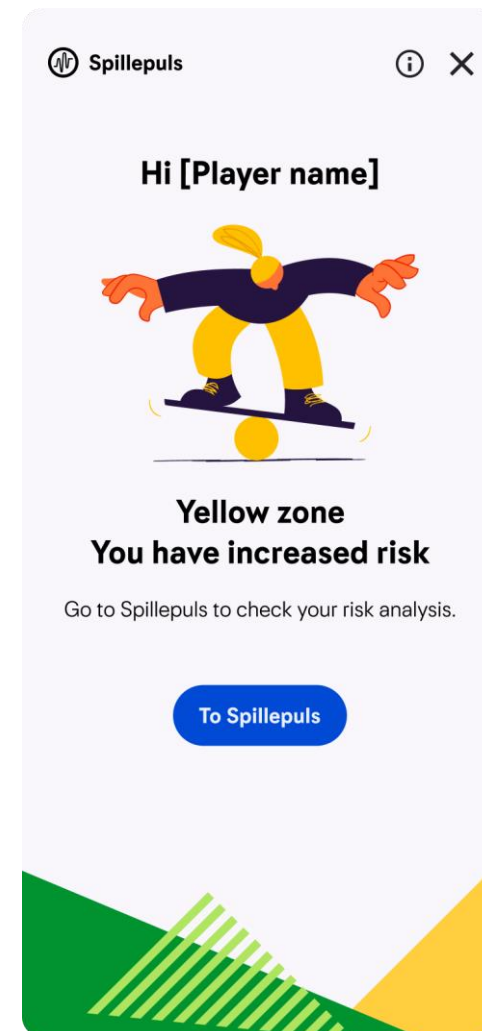 Spillepuls
Hi [Player name]
Yellow zone
You have increased risk
Go to Spillepuls to check your risk analysis.
To Spillepuls